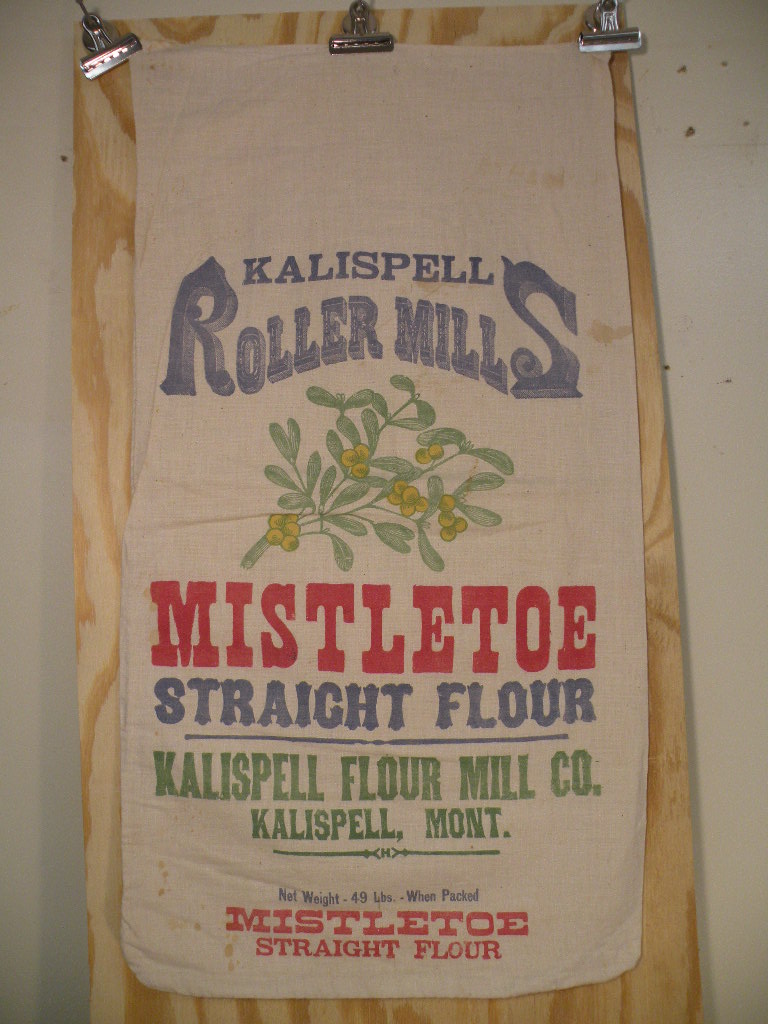 KALISPELL
ROLLER MILLS
MISTLETOE
STRAIGHT FLOUR
KALISPELL FLOUR MILL CO.
KALISPELL, MONT.
H
Net Weight - 49 Lbs. - When Packed
MISTLETOE
STRAIGHT FLOUR